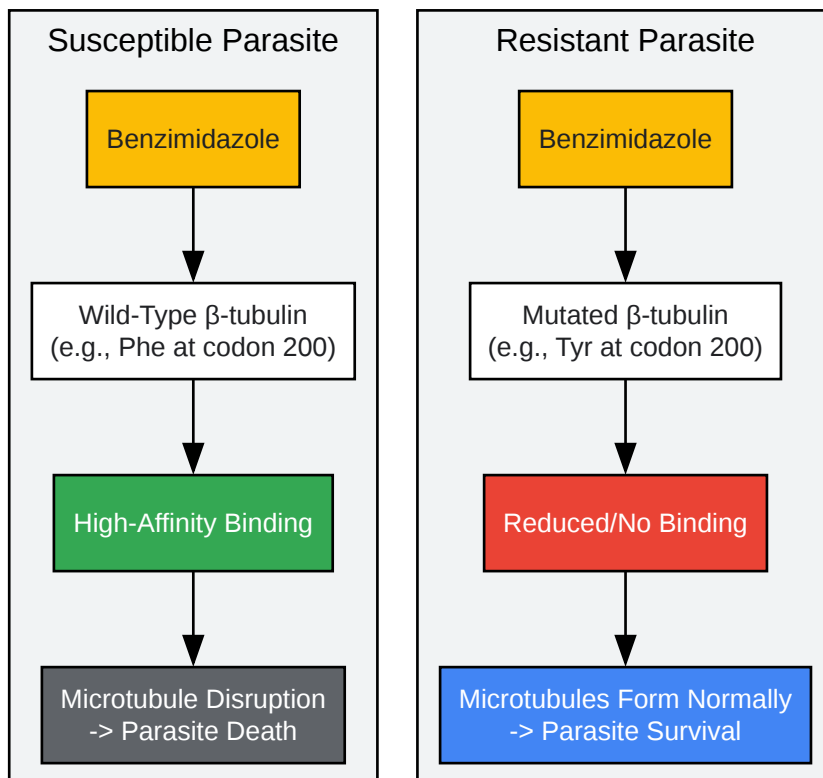 Susceptible Parasite
Benzimidazole
Wild-Type β-tubulin
(e.g., Phe at codon 200)
High-Affinity Binding
Microtubule Disruption
-> Parasite Death
Resistant Parasite
Benzimidazole
Mutated β-tubulin
(e.g., Tyr at codon 200)
Reduced/No Binding
Microtubules Form Normally
-> Parasite Survival